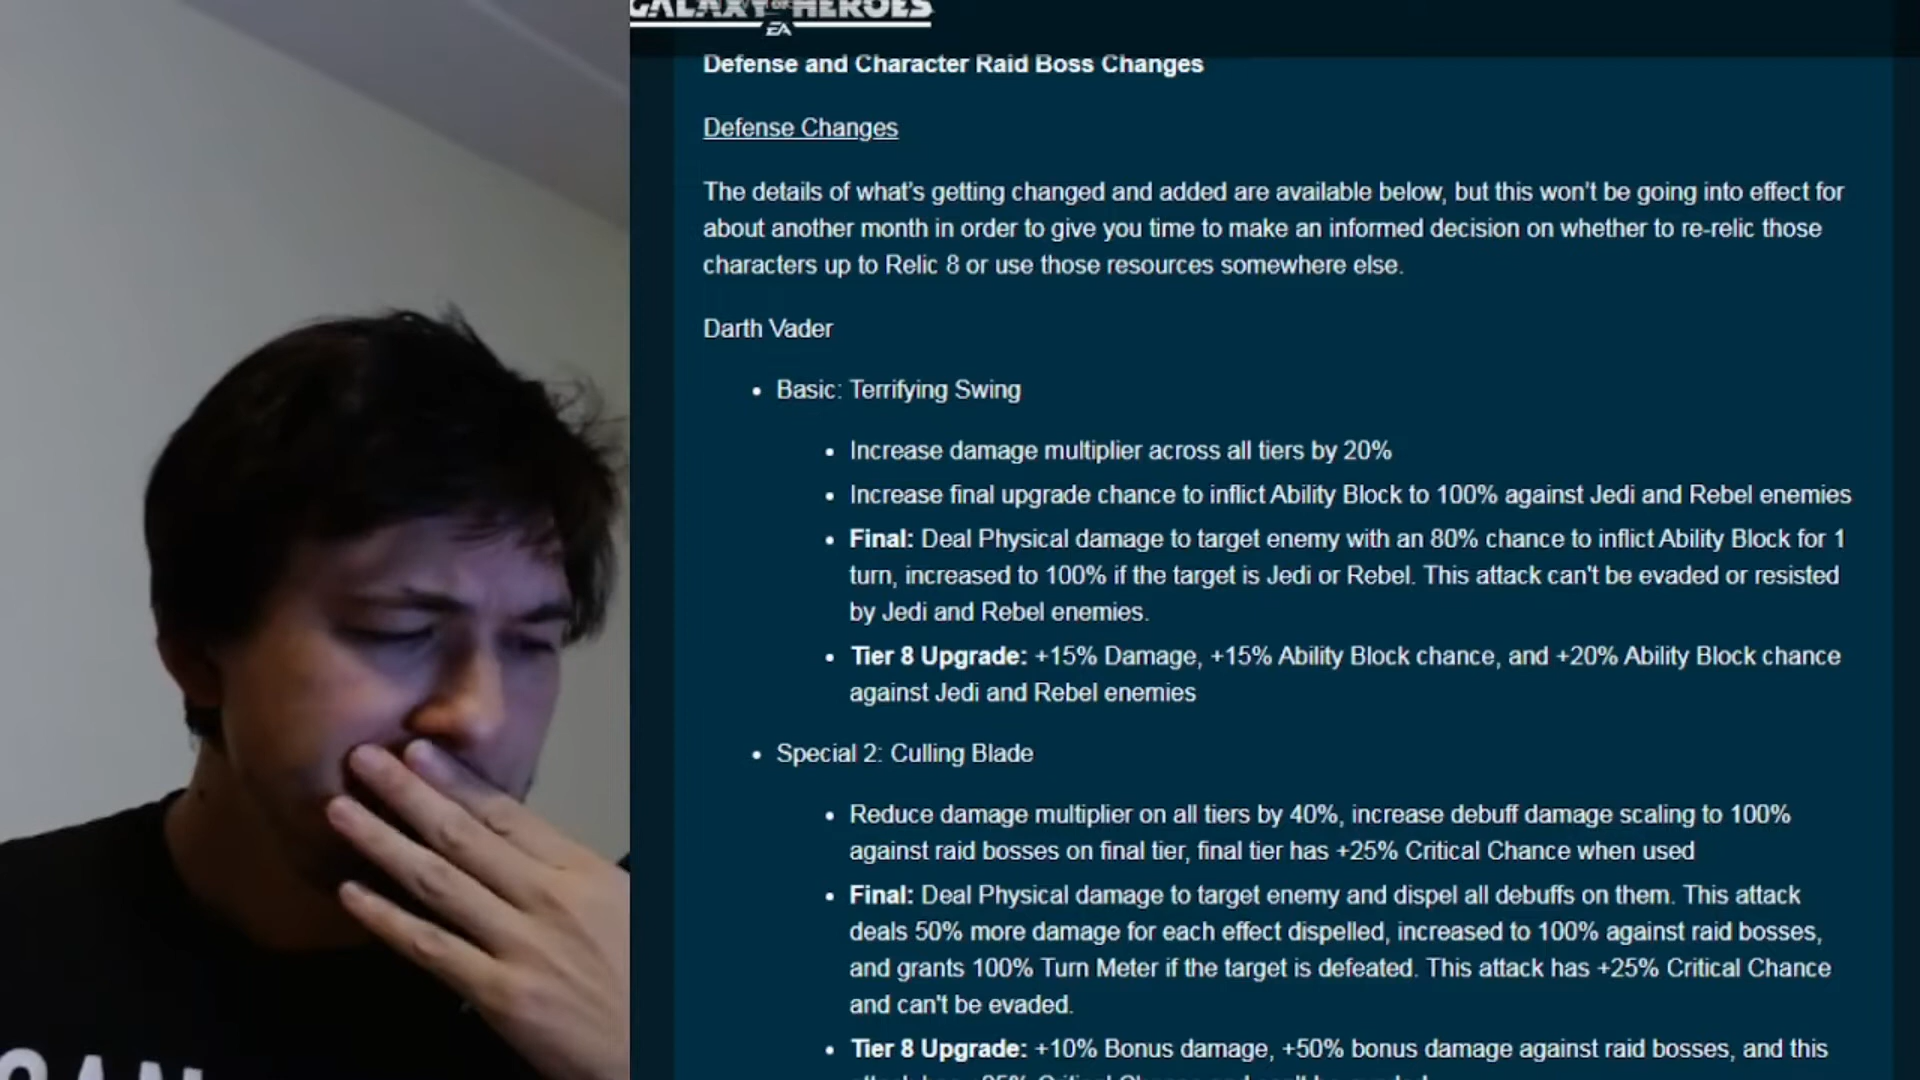 GALAXY OF HEROES
EA
Defense and Character Raid Boss Changes
Defense Changes
The details of what's getting changed and added are available below, but this won't be going into effect for
about another month in order to give you time to make an informed decision on whether to re-relic those
characters up to Relic 8 or use those resources somewhere else.
Darth Vader
• Basic: Terrifying Swing
• Increase damage multiplier across all tiers by 20%
• Increase final upgrade chance to inflict Ability Block to 100% against Jedi and Rebel enemies
• Final: Deal Physical damage to target enemy with an 80% chance to inflict Ability Block for 1
turn, increased to 100% if the target is Jedi or Rebel. This attack can't be evaded or resisted
by Jedi and Rebel enemies.
• Tier 8 Upgrade: +15% Damage, +15% Ability Block chance, and +20% Ability Block chance
against Jedi and Rebel enemies
• Special 2: Culling Blade
• Reduce damage multiplier on all tiers by 40%, increase debuff damage scaling to 100%
against raid bosses on final tier, final tier has +25% Critical Chance when used
• Final: Deal Physical damage to target enemy and dispel all debuffs on them. This attack
deals 50% more damage for each effect dispelled, increased to 100% against raid bosses,
and grants 100% Turn Meter if the target is defeated. This attack has +25% Critical Chance
and can't be evaded.
• Tier 8 Upgrade: +10% Bonus damage, +50% bonus damage against raid bosses, and this